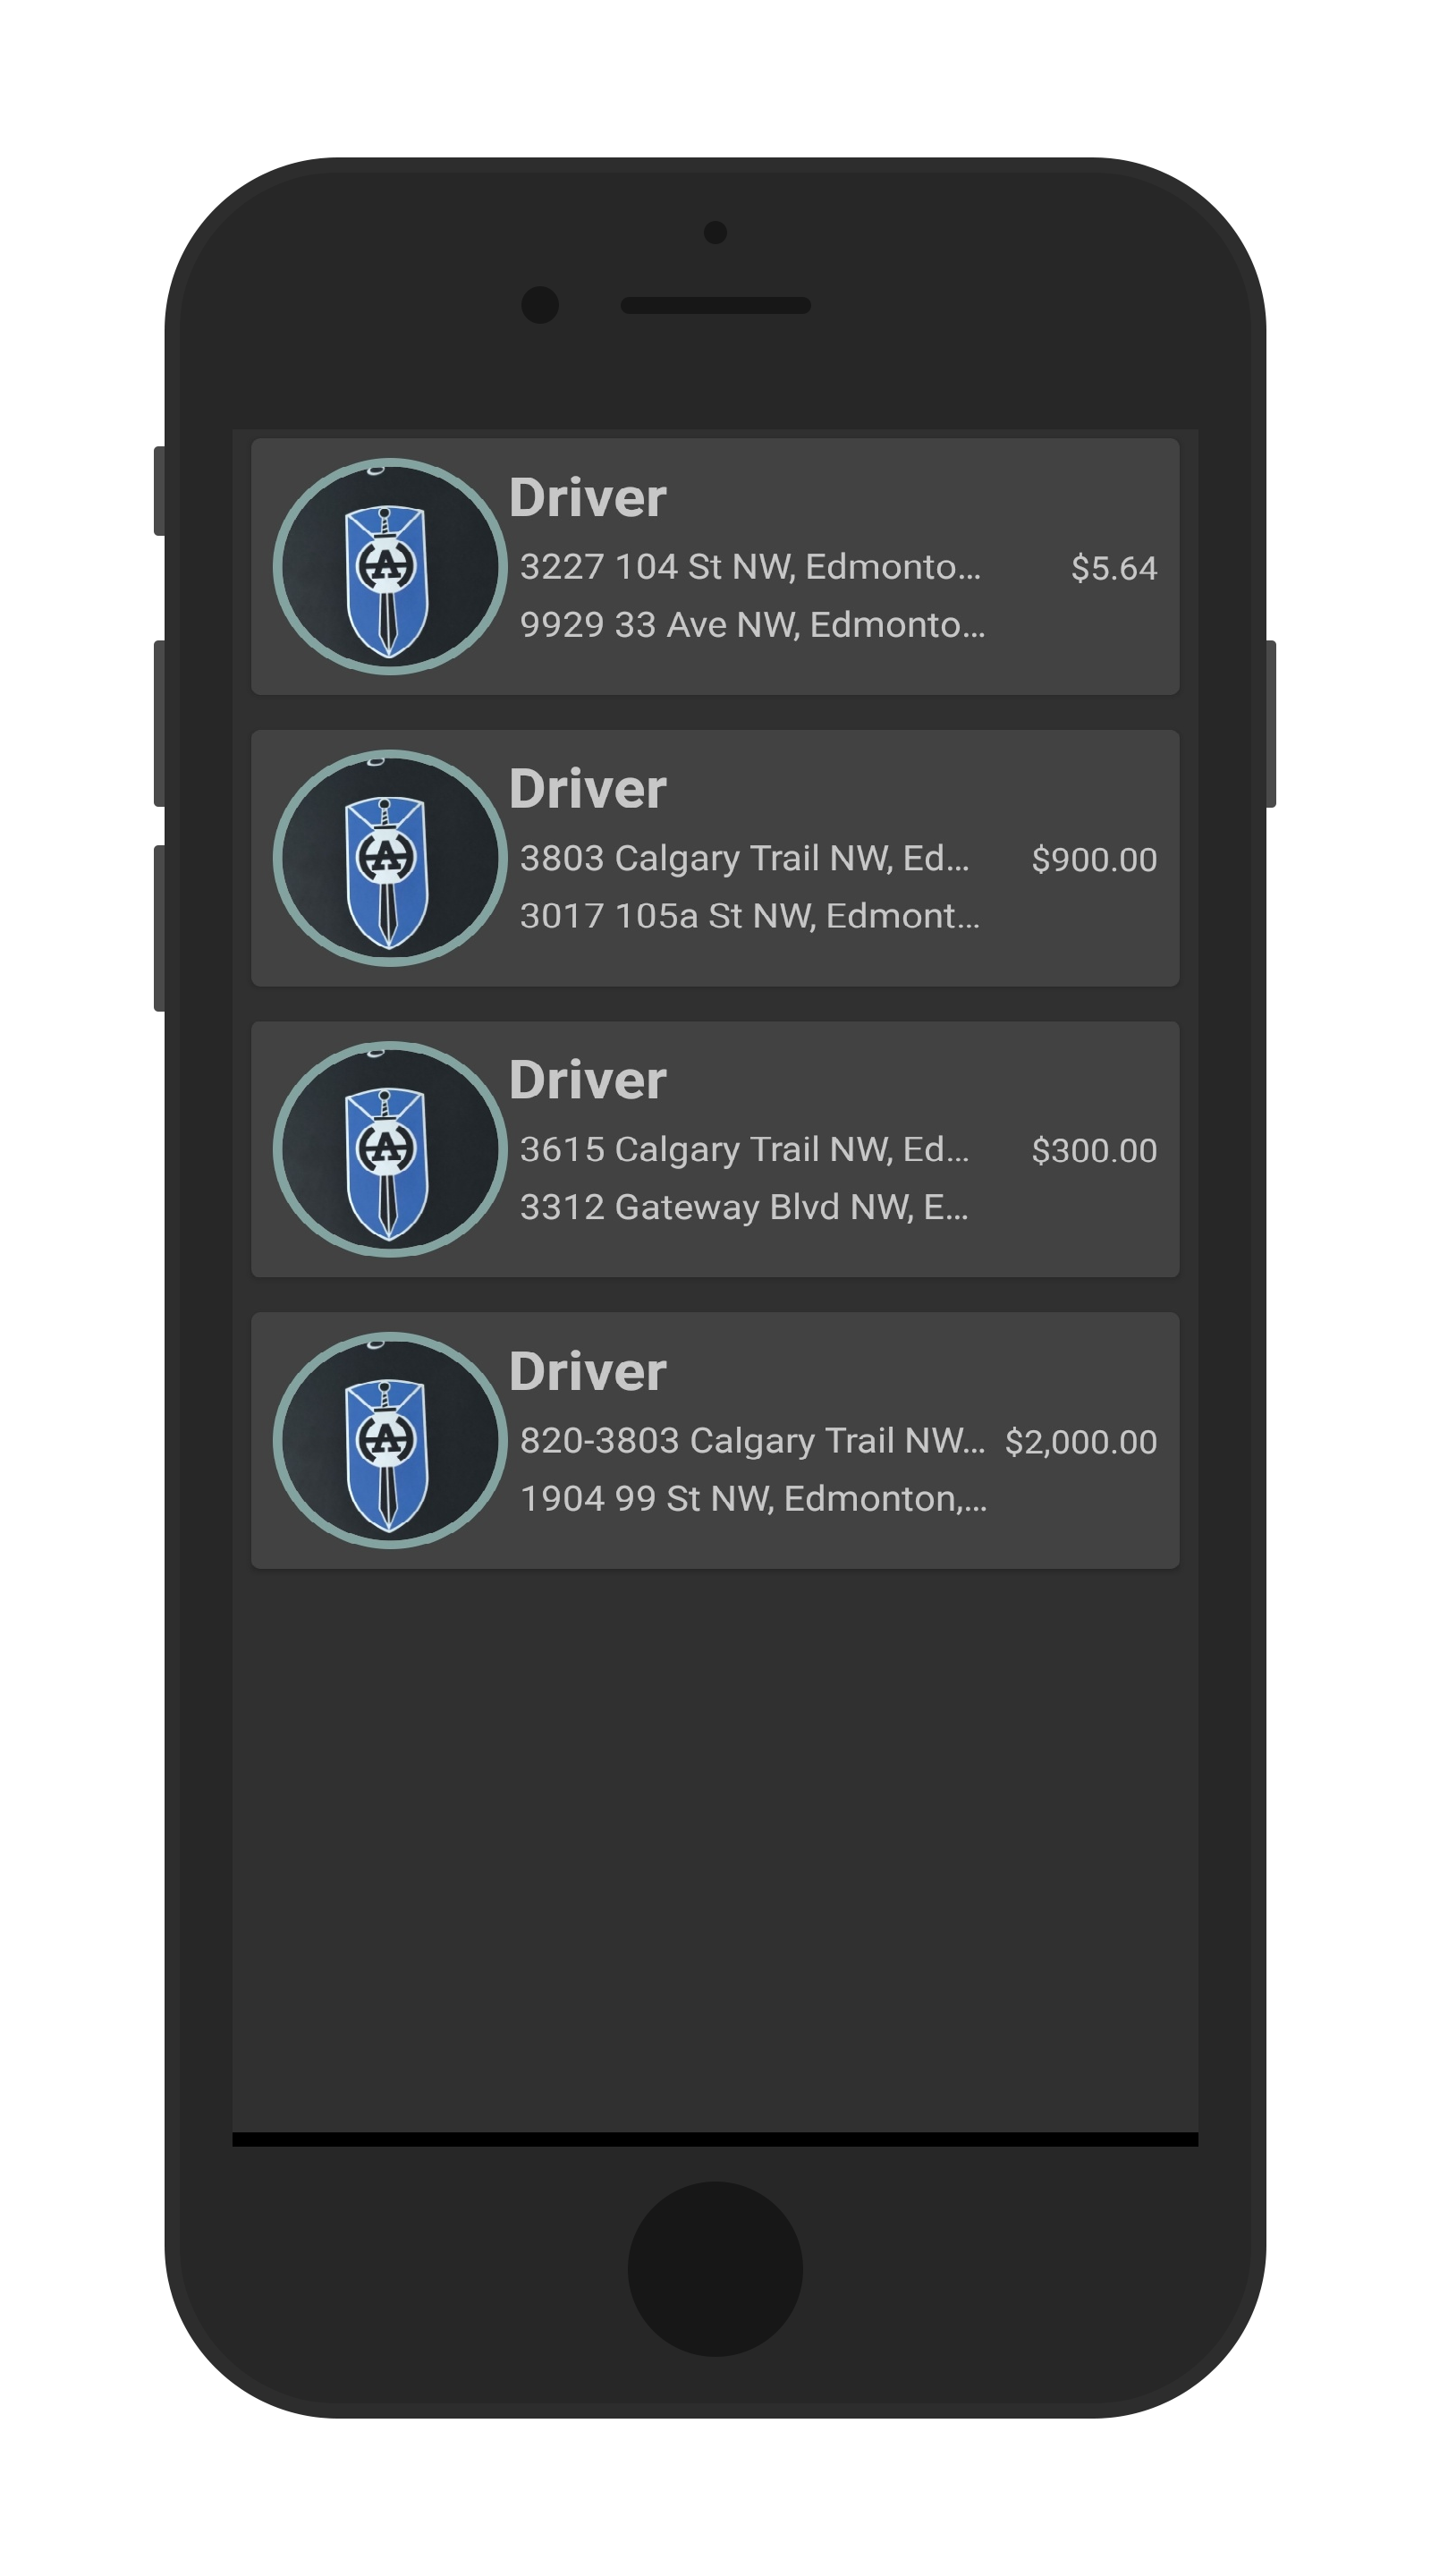 Driver
3227 104 St NW, Edmonto... $5.64
9929 33 Ave NW, Edmonto...
A
Driver
3803 Calgary Trail NW, Ed... $900.00
3017 105a St NW, Edmont...
A
Driver
3615 Calgary Trail NW, Ed... $300.00
3312 Gateway Blvd NW, E...
A
Driver
820-3803 Calgary Trail NW... $2,000.00
1904 99 St NW, Edmonton,...
A